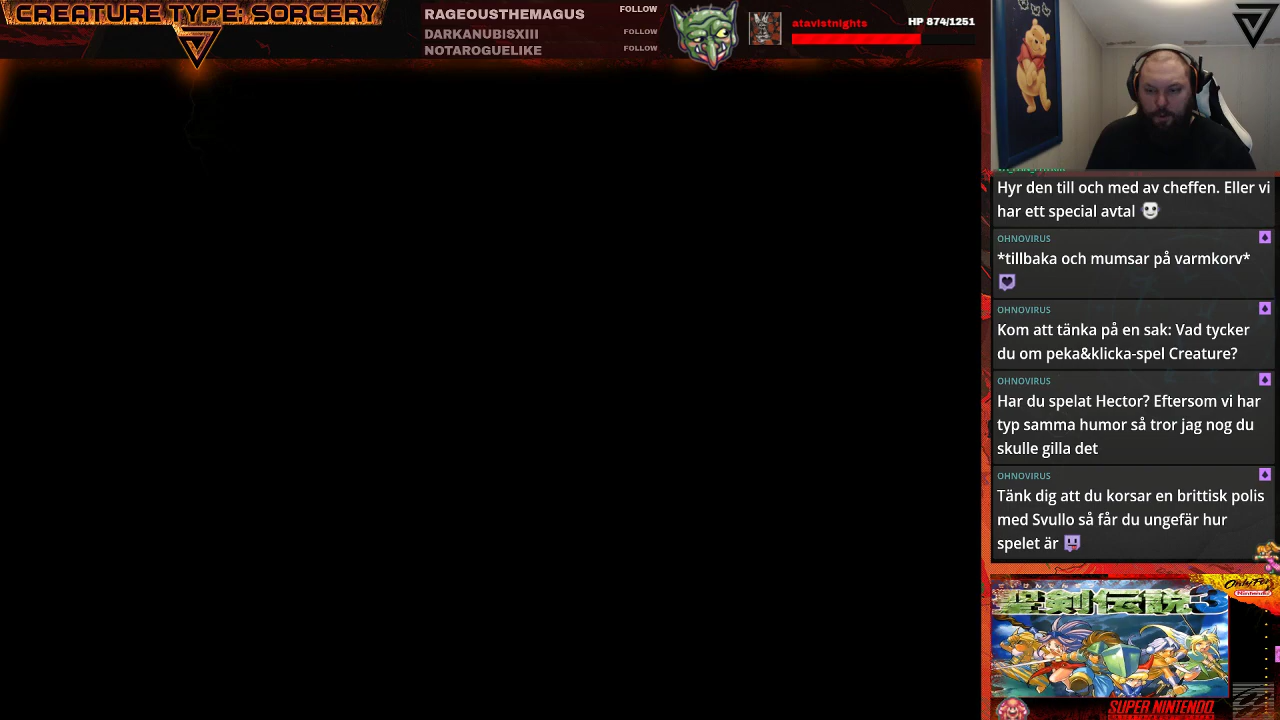 CREATURE TYPE: SORCERY
RAGEOUSTHEMAGUS FOLLOW
DARKANUBISXIII FOLLOW
NOTAROGUELIKE FOLLOW
atavistnights HP 874/1251
Hyr den till och med av cheffen. Eller vi
har ett special avtal
OHNOVIRUS
*tillbaka och mumsar på varmkorv*
OHNOVIRUS
Kom att tänka på en sak: Vad tycker
du om peka&klicka-spel Creature?
OHNOVIRUS
Har du spelat Hector? Eftersom vi har
typ samma humor så tror jag nog du
skulle gilla det
OHNOVIRUS
Tänk dig att du korsar en brittisk polis
med Svullo så får du ungefär hur
spelet är
Only For
Nintendo
聖剣伝説3
SUPER NINTENDO